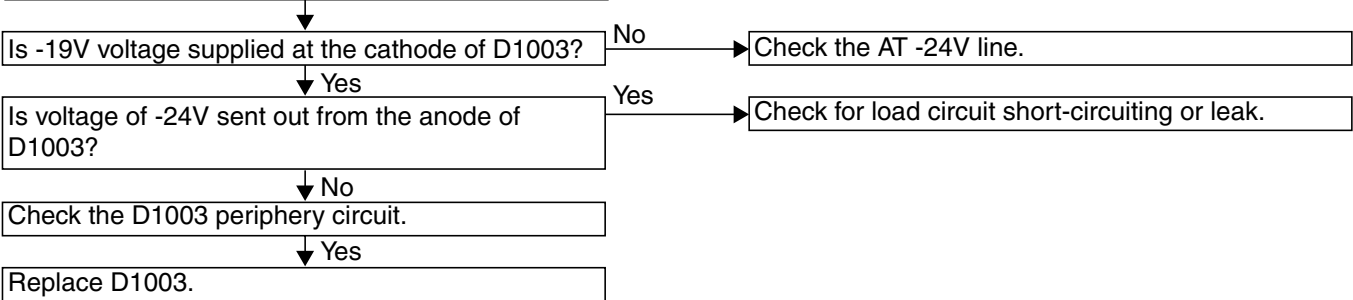 Is -19V voltage supplied at the cathode of D1003?
No
Check the AT -24V line.
Yes
Is voltage of -24V sent out from the anode of
D1003?
Yes
Check for load circuit short-circuiting or leak.
No
Check the D1003 periphery circuit.
Yes
Replace D1003.